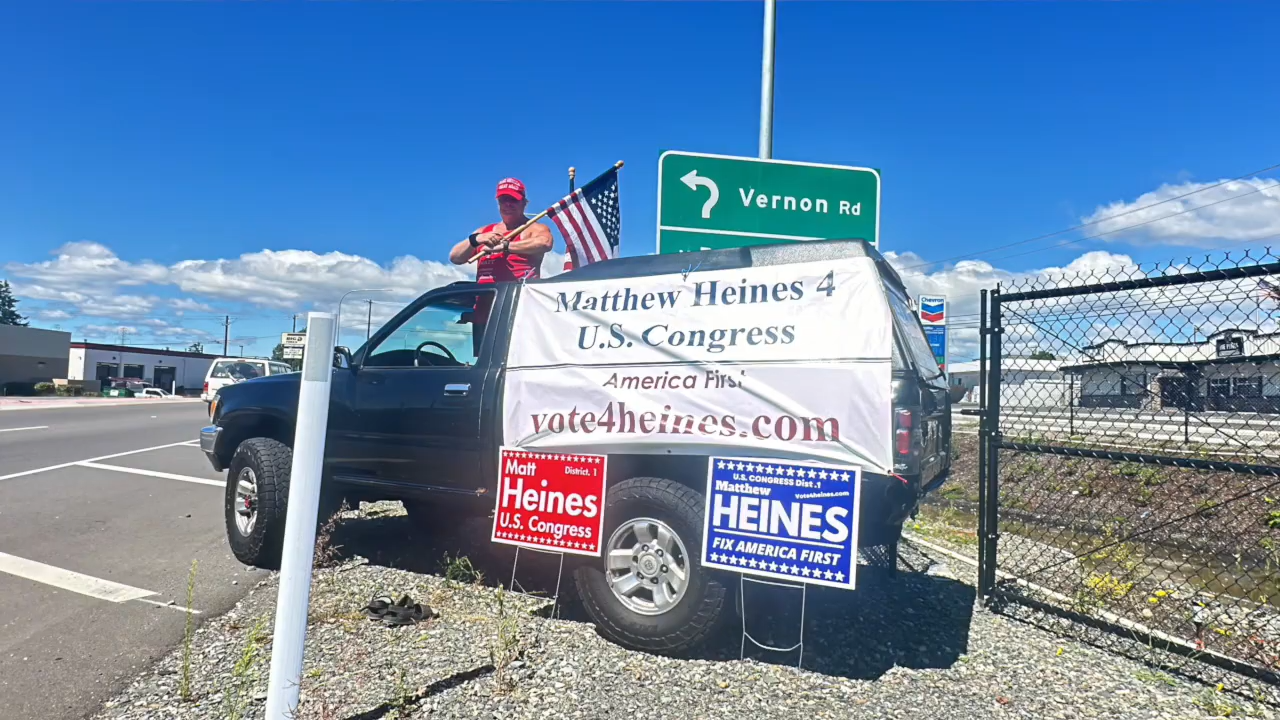 Vernon Rd
Matthew Heines 4
U.S. Congress
America First
vote4heines.com
Chevron
Matt
District. 1
Heines
U.S. Congress
U.S. CONGRESS Dist .1
Matthew
Vote4heines.com
HEINES
FIX AMERICA FIRST